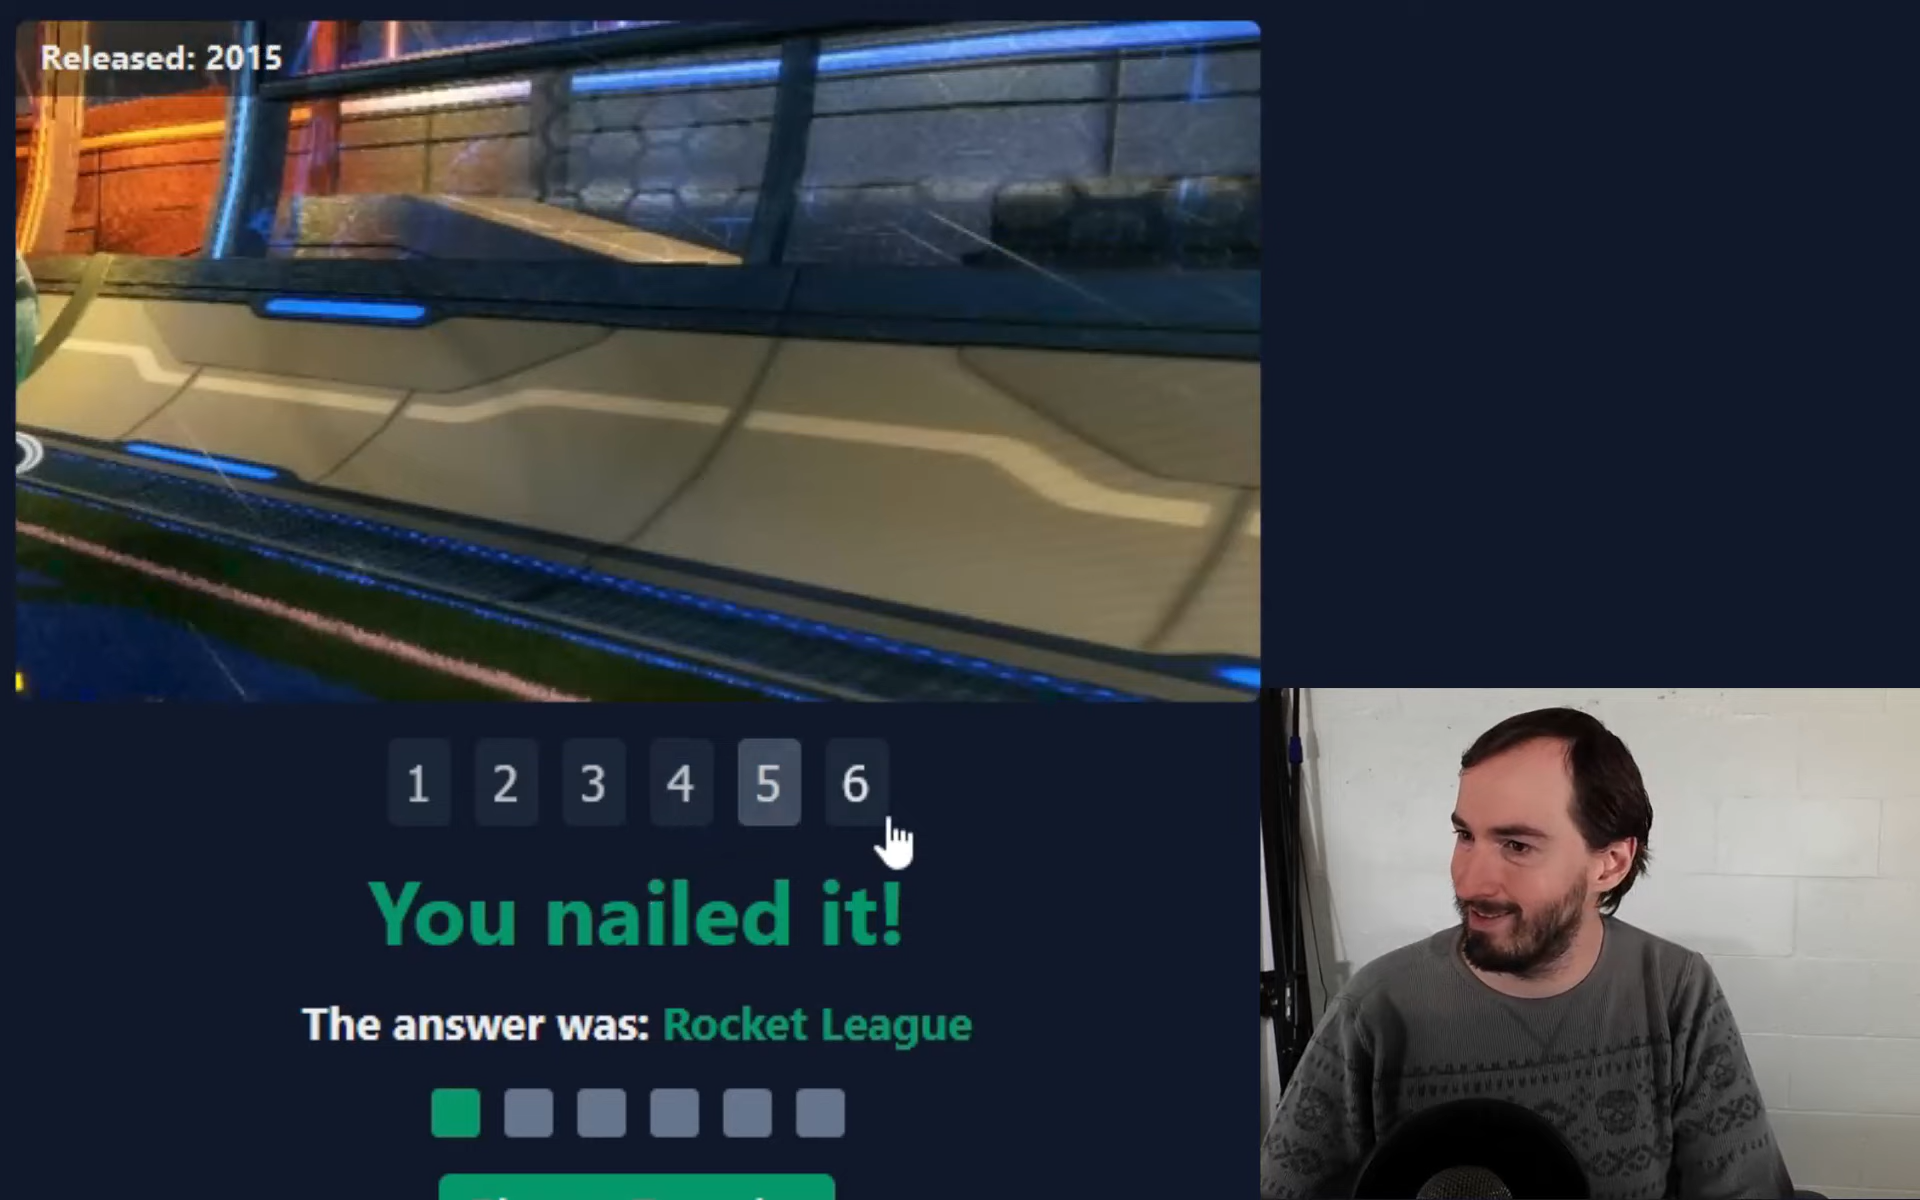 Released: 2015
1 2 3 4 5 6
You nailed it!
The answer was: Rocket League